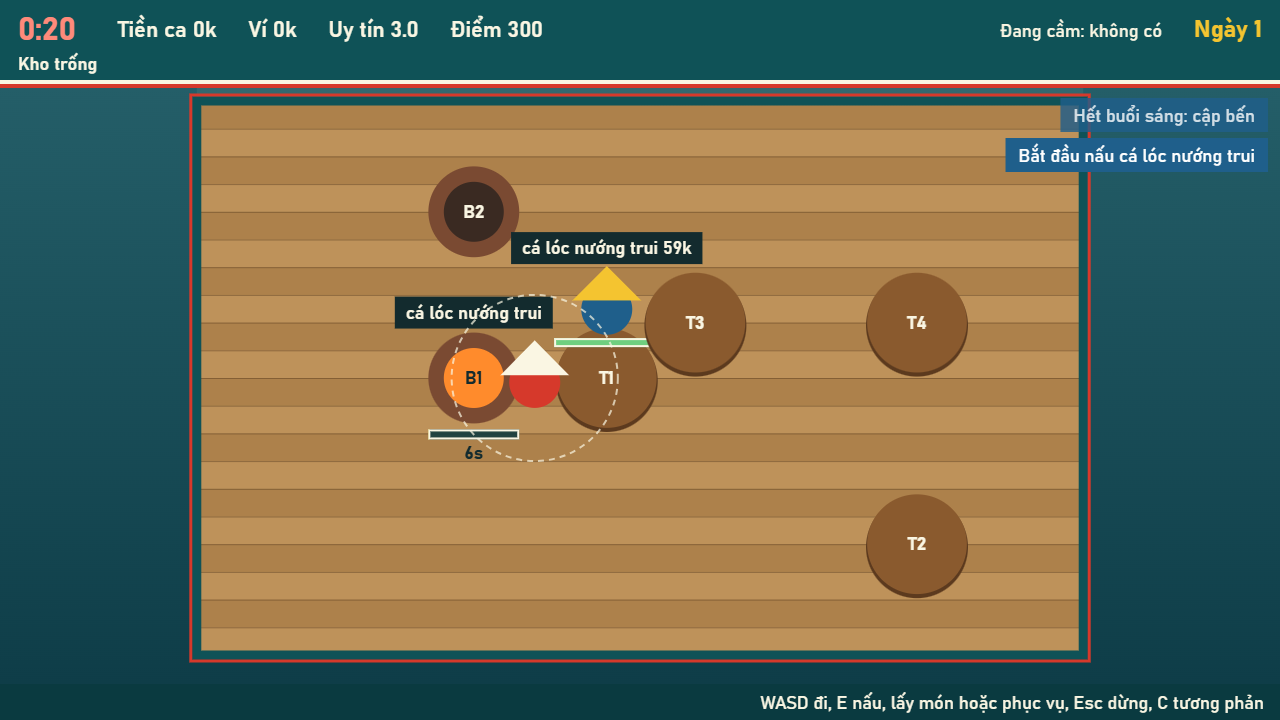 0:20 Tiền ca 0k Ví 0k Uy tín 3.0 Điểm 300 Đang cầm: không có Ngày 1
Kho trống
Hết buổi sáng: cập bến
Bắt đầu nấu cá lóc nướng trui
B2
cá lóc nướng trui 59k
cá lóc nướng trui
T3
T4
B1
T1
6s
T2
WASD đi, E nấu, lấy món hoặc phục vụ, Esc dừng, C tương phản